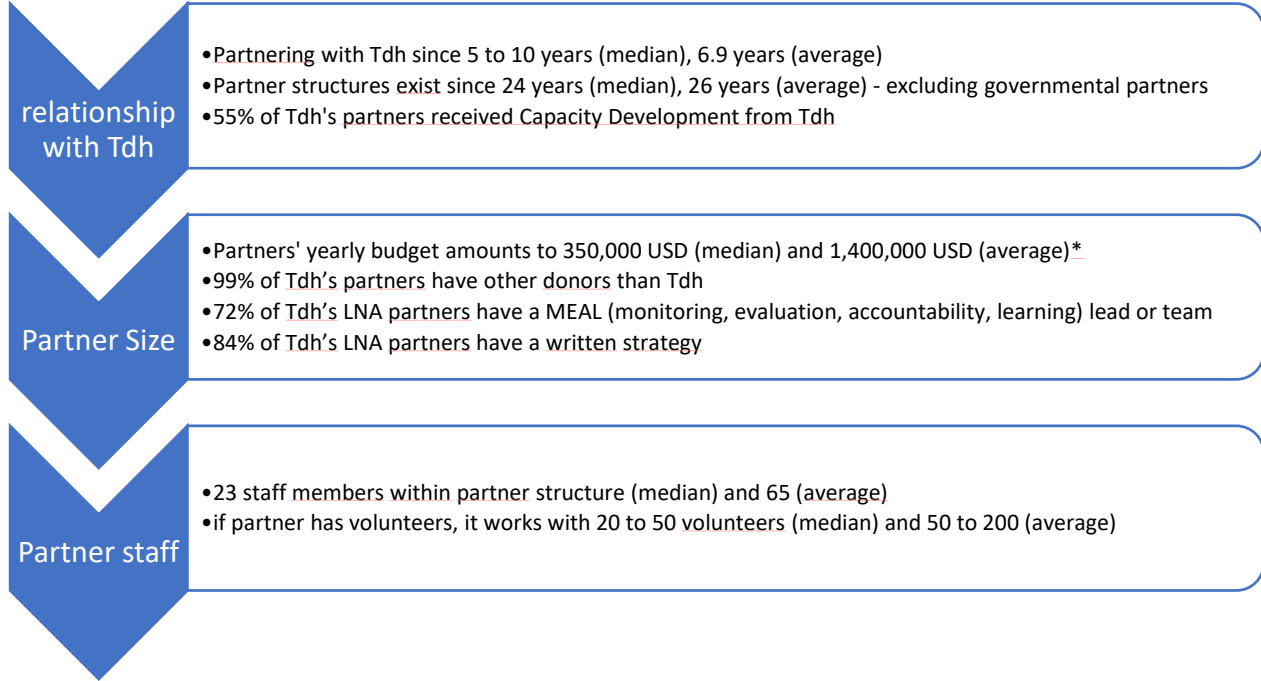 relationship
with Tdh
•Partnering with Tdh since 5 to 10 years (median), 6.9 years (average)
•Partner structures exist since 24 years (median), 26 years (average) - excluding governmental partners
•55% of Tdh's partners received Capacity Development from Tdh
Partner Size
•Partners' yearly budget amounts to 350,000 USD (median) and 1,400,000 USD (average)*
•99% of Tdh’s partners have other donors than Tdh
•72% of Tdh’s LNA partners have a MEAL (monitoring, evaluation, accountability, learning) lead or team
•84% of Tdh’s LNA partners have a written strategy
Partner staff
•23 staff members within partner structure (median) and 65 (average)
•if partner has volunteers, it works with 20 to 50 volunteers (median) and 50 to 200 (average)